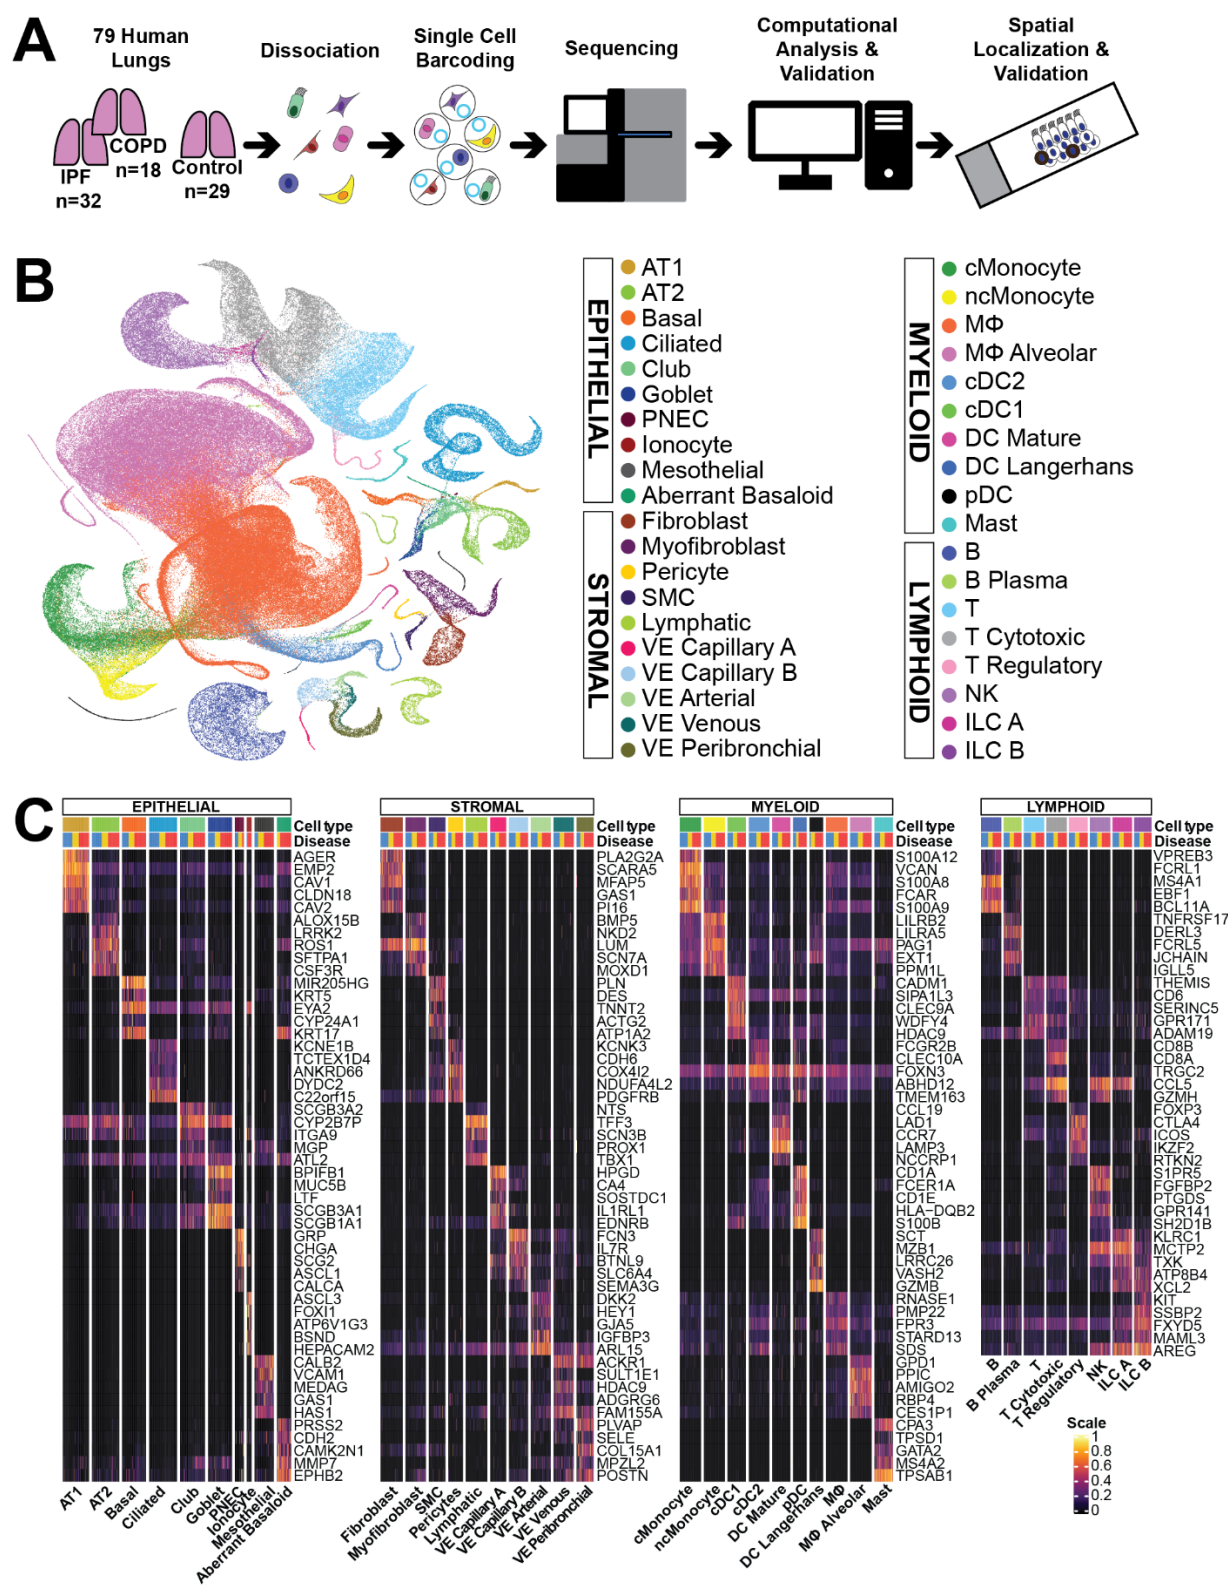 A
79 Human
Lungs
IPF
n=32
COPD
n=18
Control
n=29
Dissociation
Single Cell
Barcoding
Sequencing
Computational
Analysis &
Validation
Spatial
Localization &
Validation
B
EPITHELIAL
AT1
AT2
Basal
Ciliated
Club
Goblet
PNEC
Ionocyte
Mesothelial
Aberrant Basaloid
STROMAL
Fibroblast
Myofibroblast
Pericyte
SMC
Lymphatic
VE Capillary A
VE Capillary B
VE Arterial
VE Venous
VE Peribronchial
MYELOID
cMonocyte
ncMonocyte
MΦ
MΦ Alveolar
cDC2
cDC1
DC Mature
DC Langerhans
pDC
Mast
LYMPHOID
B
B Plasma
T
T Cytotoxic
T Regulatory
NK
ILC A
ILC B
C
EPITHELIAL
Cell type
Disease
AGER
EMP2
CAV1
CLDN18
CAV2
ALOX15B
LRRK2
ROS1
SFTPA1
CSF3R
MIR205HG
KRT5
EYA2
CYP24A1
KRT17
KCNE1B
TCTEX1D4
ANKRD66
DYDC2
C22orf15
SCGB3A2
CYP2B7P
ITGA9
MGP
ATL2
BPIFB1
MUC5B
LTF
SCGB3A1
SCGB1A1
GRP
CHGA
SCG2
ASCL1
CALCA
ASCL3
FOXI1
ATP6V1G3
BSND
HEPACAM2
CALB2
VCAM1
MEDAG
GAS1
HAS1
PRSS2
CDH2
CAMK2N1
MMP7
EPHB2
AT1
AT2
Basal
Ciliated
Club
Goblet
PNEC
Ionocyte
Mesothelial
Aberrant Basaloid
STROMAL
Cell type
Disease
PLA2G2A
SCARA5
MFAP5
GAS1
PI16
BMP5
NKD2
LUM
SCN7A
MOXD1
PLN
DES
TNNT2
ACTG2
ATP1A2
KCNK3
CDH6
COX4I2
NDUFA4L2
PDGFRB
NTS
TFF3
SCN3B
PROX1
TBX1
HPGD
CA4
SOSTDC1
IL1RL1
EDNRB
FCN3
IL7R
BTNL9
SLC6A4
SEMA3G
DKK2
HEY1
GJA5
IGFBP3
ARL15
ACKR1
SULT1E1
HDAC9
ADGRG6
FAM155A
PLVAP
SELE
COL15A1
MPZL2
POSTN
Fibroblast
Myofibroblast
SMC
Pericytes
Lymphatic
VE Capillary A
VE Capillary B
VE Arterial
VE Venous
VE Peribronchial
MYELOID
Cell type
Disease
S100A12
VCAN
S100A8
FCAR
S100A9
LILRB2
LILRA5
PAG1
EXT1
PPM1L
CADM1
SIPA1L3
CLEC9A
WDFY4
HDAC9
FCGR2B
CLEC10A
FOXN3
ABHD12
TMEM163
CCL19
LAD1
CCR7
LAMP3
NCCRP1
CD1A
FCER1A
CD1E
HLA−DQB2
S100B
SCT
MZB1
LRRC26
VASH2
GZMB
RNASE1
PMP22
FPR3
STARD13
SDS
GPD1
PPIC
AMIGO2
RBP4
CES1P1
CPA3
TPSD1
GATA2
MS4A2
TPSAB1
cMonocyte
ncMonocyte
cDC1
cDC2
DC Mature
pDC
DC Langerhans
MΦ
MΦ Alveolar
Mast
LYMPHOID
Cell type
Disease
VPREB3
FCRL1
MS4A1
EBF1
BCL11A
TNFRSF17
DERL3
FCRL5
JCHAIN
IGLL5
THEMIS
CD6
SERINC5
GPR171
ADAM19
CD8B
CD8A
TRGC2
CCL5
GZMH
FOXP3
CTLA4
ICOS
IKZF2
RTKN2
S1PR5
FGFBP2
PTGDS
GPR141
SH2D1B
KLRC1
MCTP2
TXK
ATP8B4
XCL2
KIT
SSBP2
FXYD5
MAML3
AREG
B
B Plasma
T
T Cytotoxic
T Regulatory
NK
ILC A
ILC B
Scale
1
0.8
0.6
0.4
0.2
0